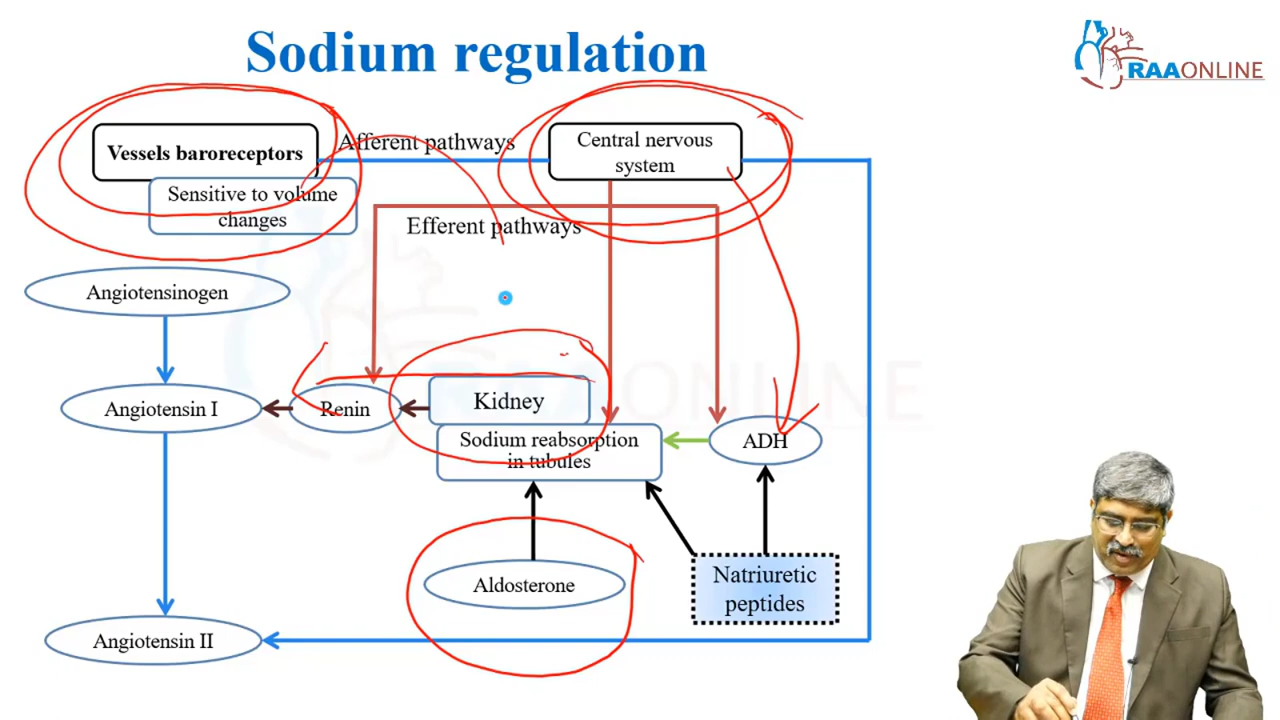 Sodium regulation
RAAONLINE
Vessels baroreceptors
Afferent pathways
Central nervous
system
Sensitive to volume
changes
Efferent pathways
Angiotensinogen
Angiotensin I
Renin
Kidney
Sodium reabsorption
in tubules
ADH
RAAONLINE
Aldosterone
Natriuretic
peptides
Angiotensin II